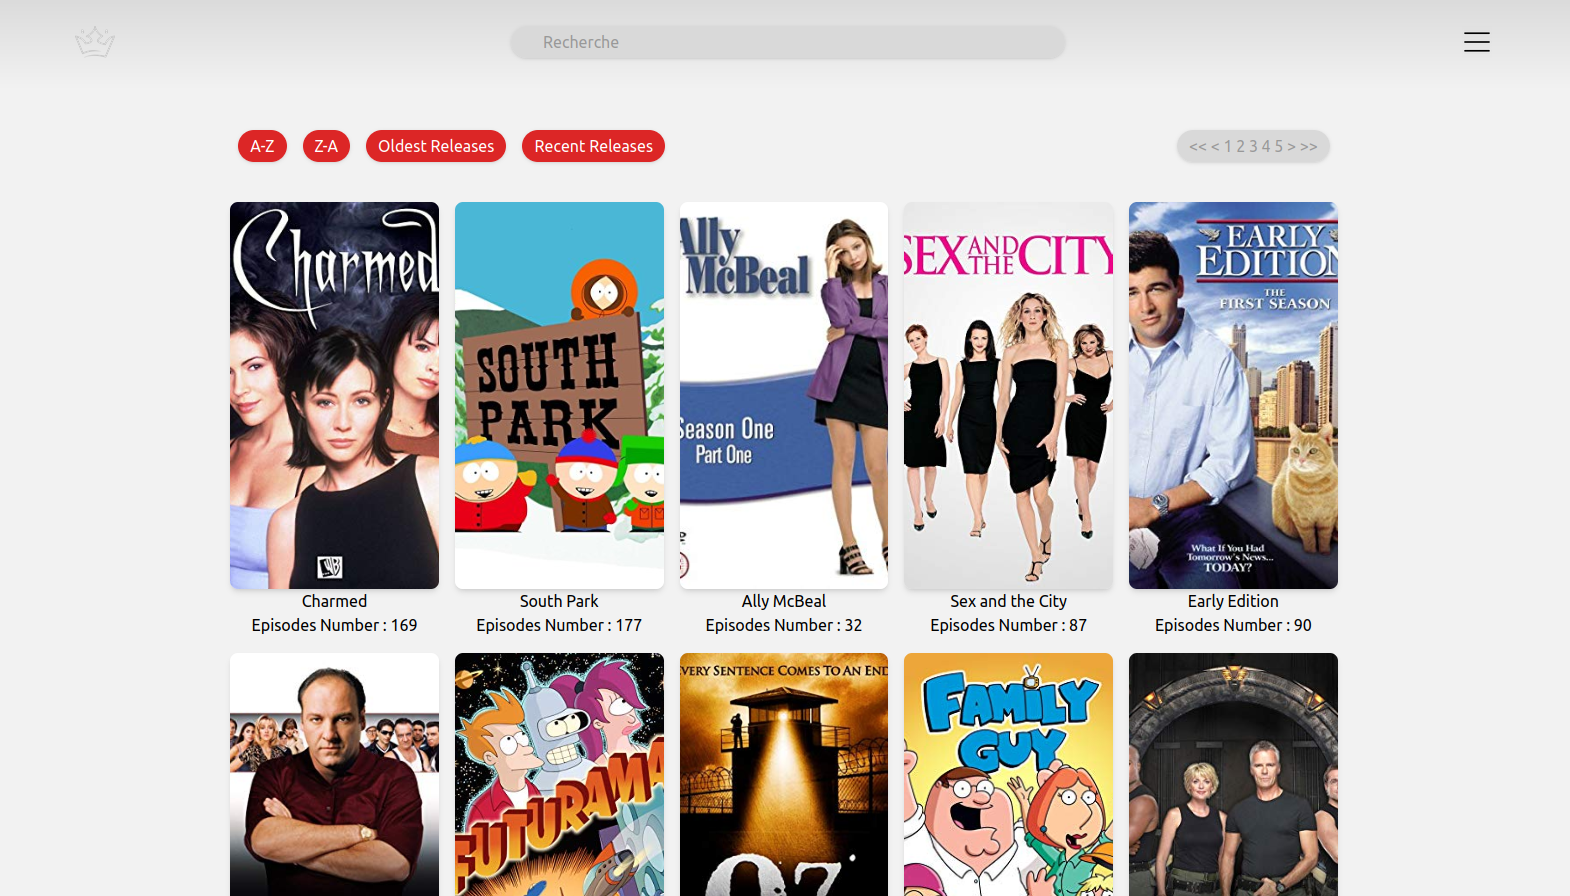 Recherche
A-Z
Z-A
Oldest Releases
Recent Releases
<< < 1 2 3 4 5 > >>
Charmed
SOUTH
PARK
Ally
McBeal
Season One
Part One
SEX AND THE CITY
EARLY
EDITION
THE
FIRST SEASON
What If You Had
Tomorrow's News...
TODAY?
WB
Charmed
Episodes Number : 169
South Park
Episodes Number : 177
Ally McBeal
Episodes Number : 32
Sex and the City
Episodes Number : 87
Early Edition
Episodes Number : 90
FUTURAMA
EVERY SENTENCE COMES TO AN END
OZ
FAMILY
GUY